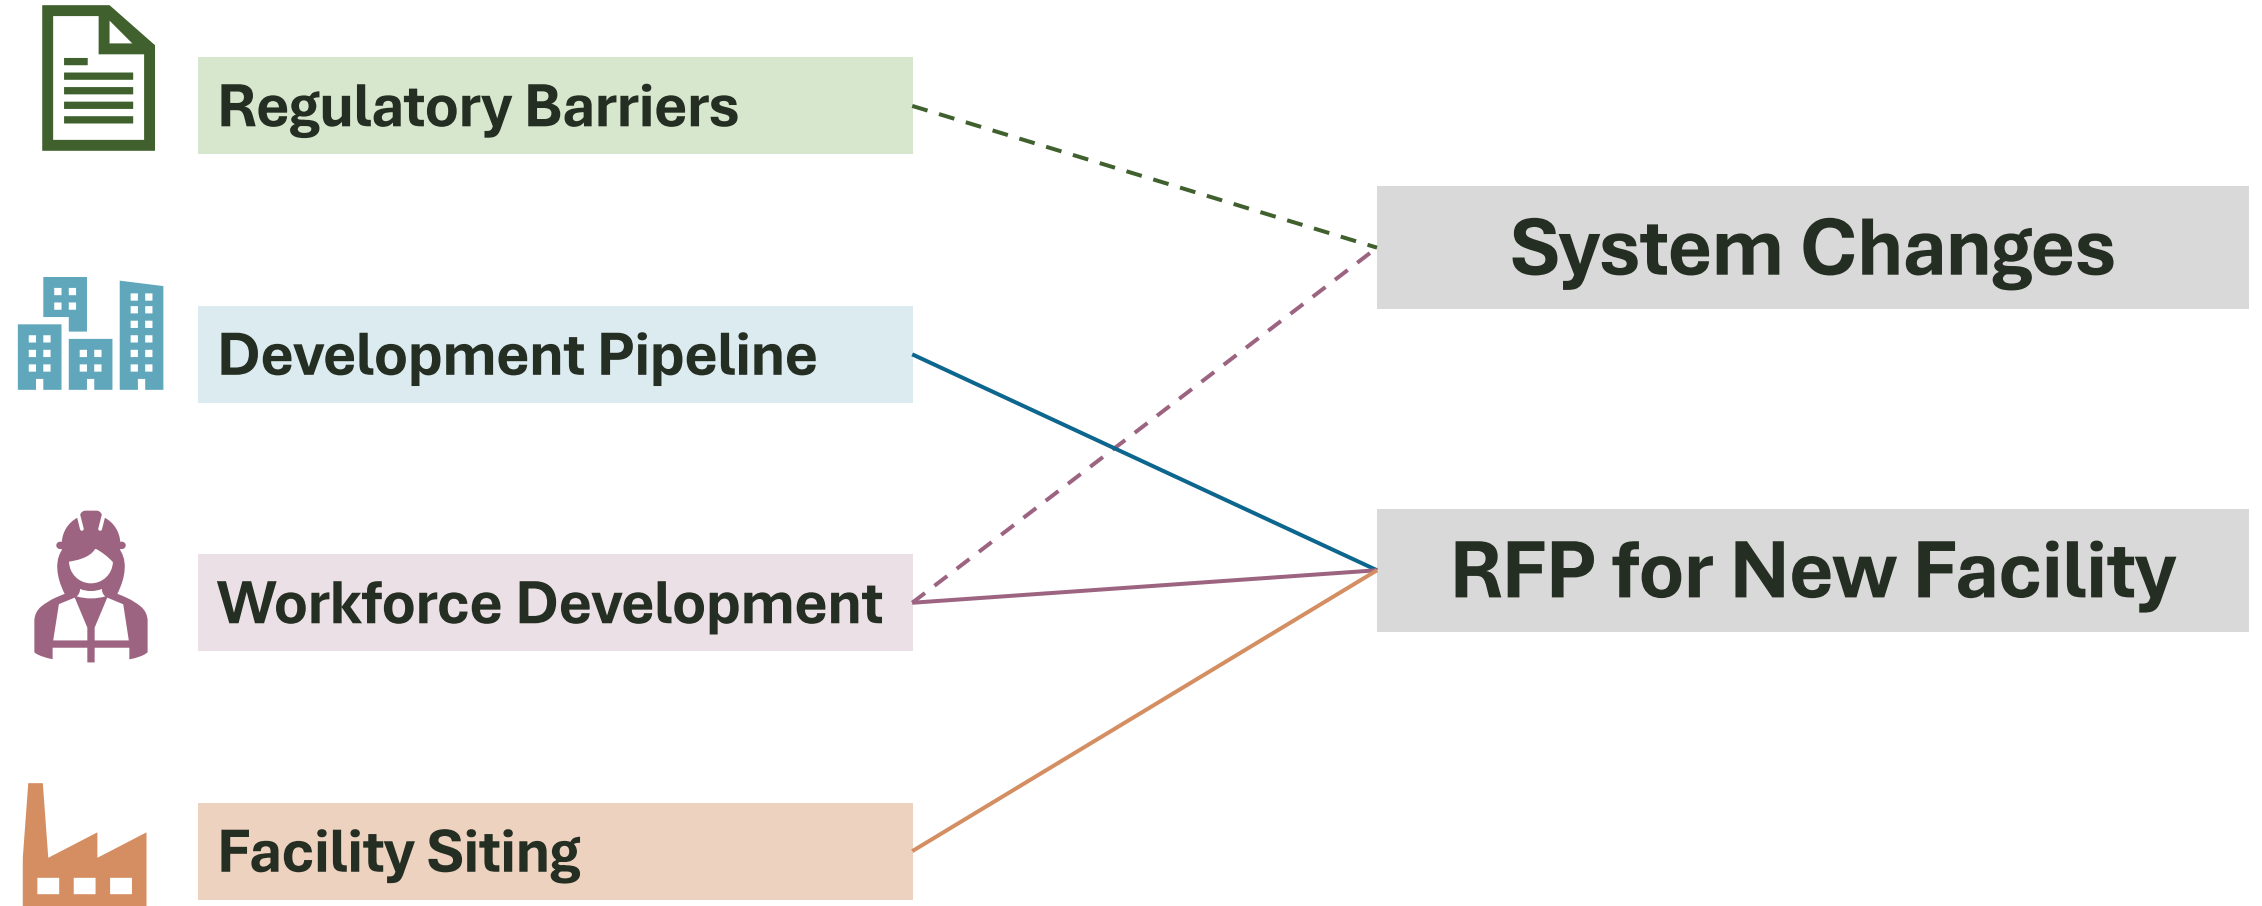 Regulatory Barriers
System Changes
Development Pipeline
RFP for New Facility
Workforce Development
Facility Siting